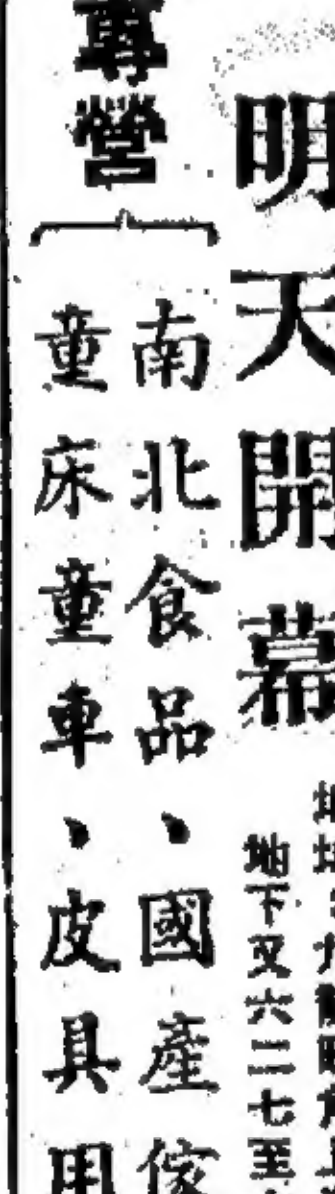 明天開幕
地下又六二七至
專營
南北食品、國產傢
童床童車、皮具用